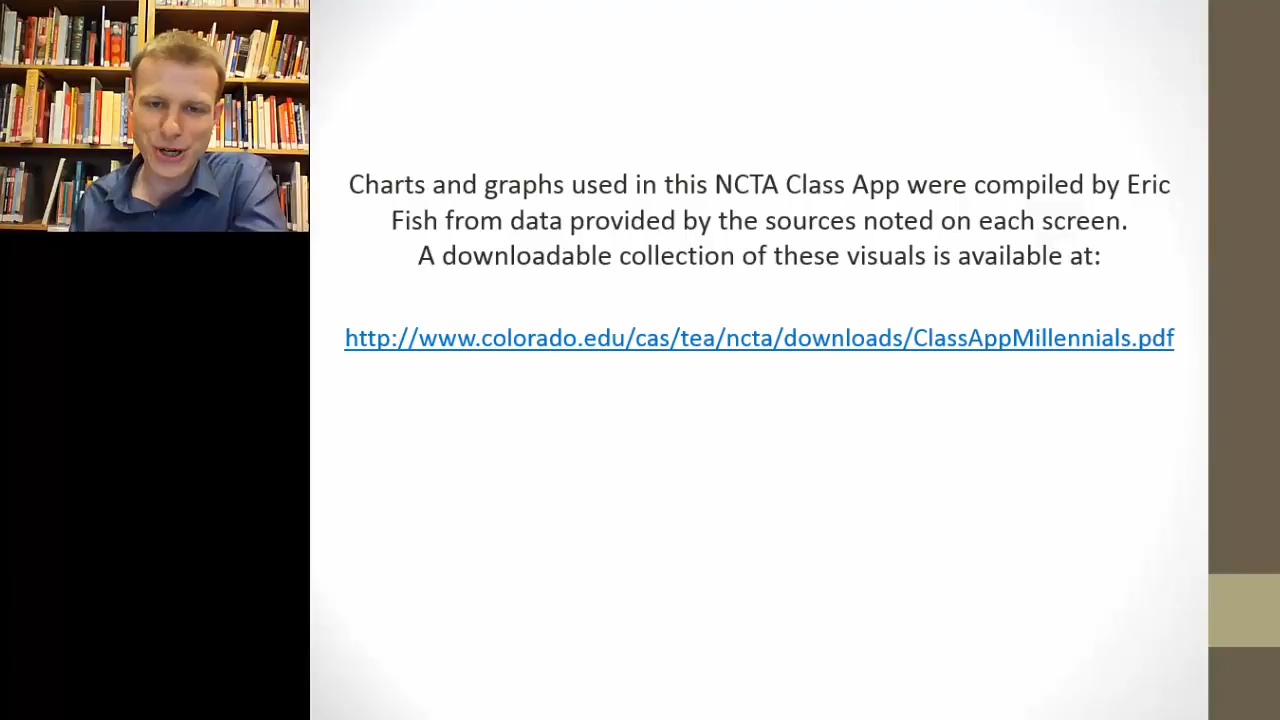 Charts and graphs used in this NCTA Class App were compiled by Eric
Fish from data provided by the sources noted on each screen.
A downloadable collection of these visuals is available at:
http://www.colorado.edu/cas/tea/ncta/downloads/ClassAppMillennials.pdf